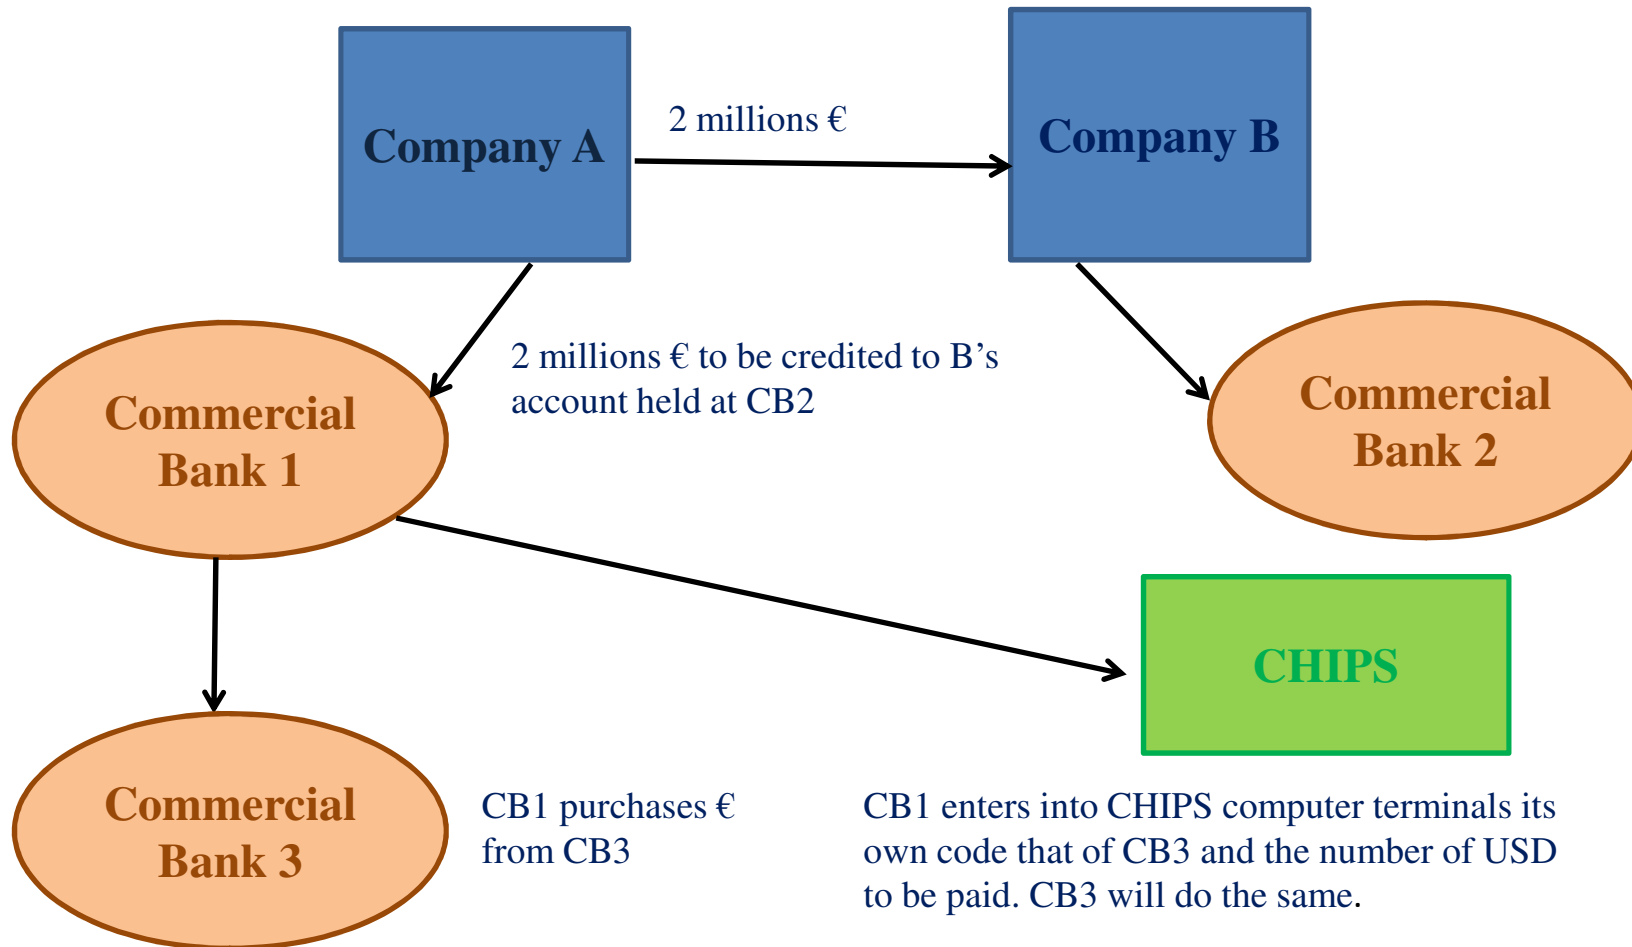 Company A
2 millions €
Company B
2 millions € to be credited to B’s
account held at CB2
Commercial
Bank 1
Commercial
Bank 2
CHIPS
Commercial
Bank 3
CB1 purchases €
from CB3
CB1 enters into CHIPS computer terminals its
own code that of CB3 and the number of USD
to be paid. CB3 will do the same.